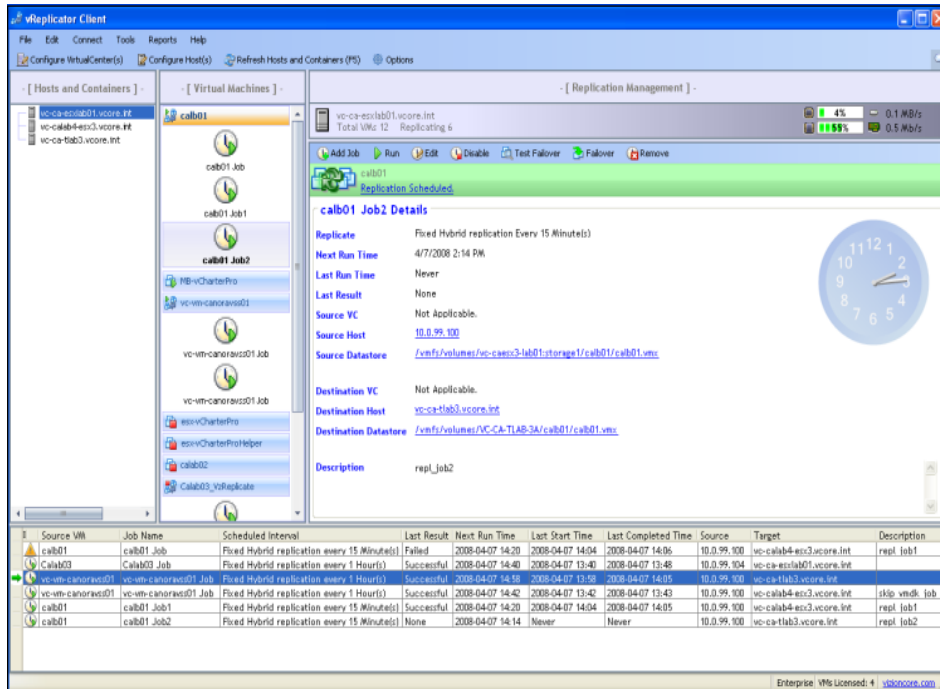 vReplicator Client
File Edit Connect Tools Reports Help
Configure VirtualCenter(s) Configure Host(s) Refresh Hosts and Containers (F5) Options
- [ Hosts and Containers ] -
vc-ca-esxlab01.vcore.int
vc-calab4-esx3.vcore.int
vc-ca-tlab3.vcore.int
- [ Virtual Machines ] -
calb01
calb01 Job
calb01 Job1
calb01 Job2
MB-vCharterPro
vc-vm-canoravss01
vc-vm-canoravss01 Job
vc-vm-canoravss01 Job
esx-vCharterPro
esx-vCharterProHelper
calab02
Calab03_VzReplicate
- [ Replication Management ] -
vc-ca-esxlab01.vcore.int
Total VMs 12 Replicating 6
4% 0.1 MB/s
58% 0.5 Mb/s
Add Job Run Edit Disable Test Failover Failover Remove
calb01
Replication Scheduled.
calb01 Job2 Details
Replicate Fixed Hybrid replication Every 15 Minute(s)
Next Run Time 4/7/2008 2:14 PM
Last Run Time Never
Last Result None
Source VC Not Applicable.
Source Host 10.0.99.100
Source Datastore /vmfs/volumes/vc-caesx3-lab01:storage1/calb01/calb01.vmx
Destination VC Not Applicable.
Destination Host vc-ca-tlab3.vcore.int
Destination Datastore /vmfs/volumes/VC-CA-TLAB-3A/calb01/calb01.vmx
Description repl_job2
12 1 2 3 4 5 6 7 8 9 10 11
! Source VM Job Name Scheduled Interval Last Result Next Run Time Last Start Time Last Completed Time Source Target Description
calb01 calb01 Job Fixed Hybrid replication every 15 Minute(s) Failed 2008-04-07 14:20 2008-04-07 14:04 2008-04-07 14:06 10.0.99.100 vc-calab4-esx3.vcore.int repl_job1
Calab03 Calab03 Job Fixed Hybrid replication every 1 Hour(s) Successful 2008-04-07 14:40 2008-04-07 13:40 2008-04-07 13:48 10.0.99.104 vc-ca-esxlab01.vcore.int
vc-vm-canoravss01 vc-vm-canoravss01 Job Fixed Hybrid replication every 1 Hour(s) Successful 2008-04-07 14:58 2008-04-07 13:58 2008-04-07 14:05 10.0.99.100 vc-ca-tlab3.vcore.int
vc-vm-canoravss01 vc-vm-canoravss01 Job Fixed Hybrid replication every 1 Hour(s) Successful 2008-04-07 14:42 2008-04-07 13:42 2008-04-07 13:43 10.0.99.100 vc-calab4-esx3.vcore.int skip vmdk job
calb01 calb01 Job1 Fixed Hybrid replication every 15 Minute(s) Successful 2008-04-07 14:20 2008-04-07 14:04 2008-04-07 14:05 10.0.99.100 vc-calab4-esx3.vcore.int repl_job1
calb01 calb01 Job2 Fixed Hybrid replication every 15 Minute(s) None 2008-04-07 14:14 Never Never 10.0.99.100 vc-ca-tlab3.vcore.int repl_job2
Enterprise VMs Licensed: 4 vizioncore.com